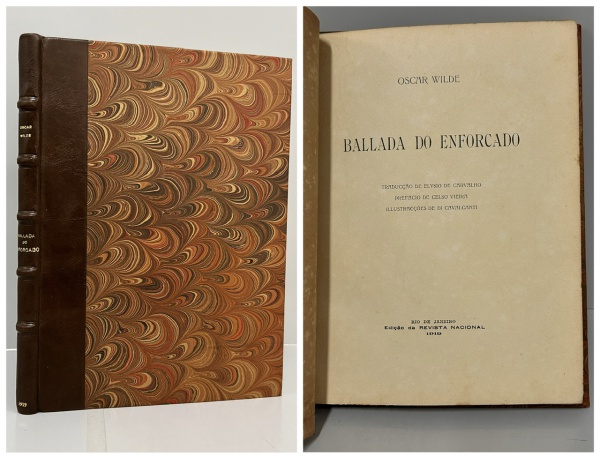 OSCAR
WILDE
BALLADA
DO
ENFORCADO
1919
OSCAR WILDE
BALLADA DO ENFORCADO
TRADUCÇÃO DE ELYSIO DE CARVALHO
PREFACIO DE CELSO VIEIRA
ILLUSTRACÇÕES DE DI CAVALCANTI
RIO DE JANEIRO
Edição da REVISTA NACIONAL
1919